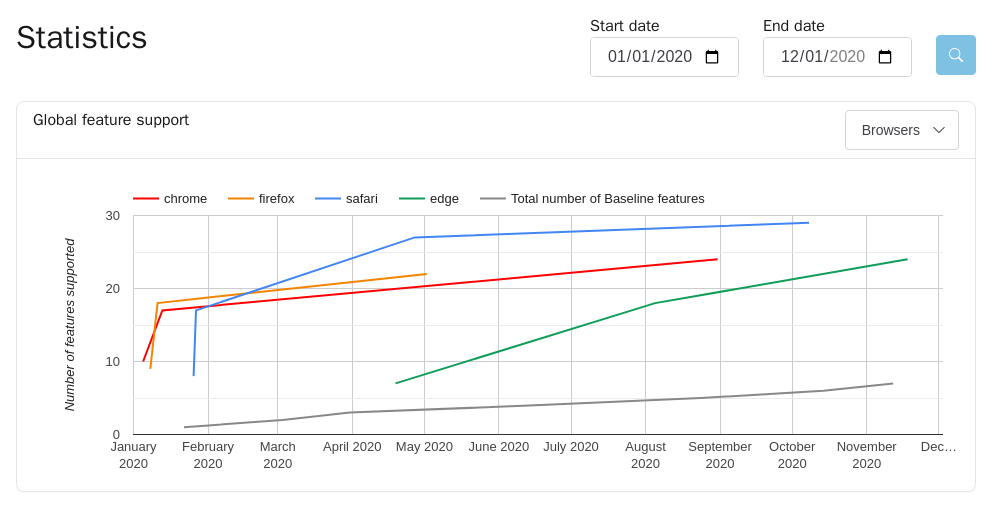 Statistics
Start date
End date
01/01/2020
12/01/2020
Global feature support
Browsers
chrome
firefox
safari
edge
Total number of Baseline features
Number of features supported
30
20
10
0
January
2020
February
2020
March
2020
April 2020
May 2020
June 2020
July 2020
August
2020
September
2020
October
2020
November
2020
Dec…